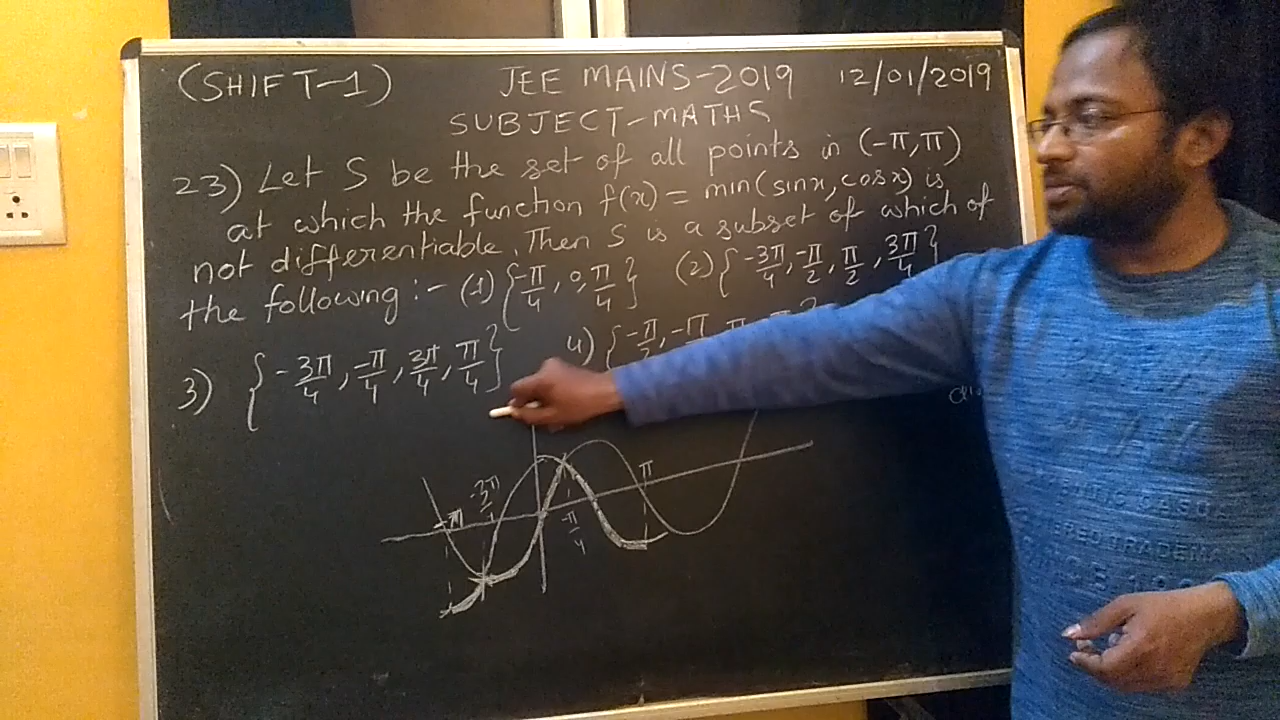 (SHIFT-1) JEE MAINS-2019 12/01/2019
SUBJECT-MATHS
23) Let S be the set of all points in (-π,π)
at which the function f(x) = min(sinx, cosx) is
not differentiable. Then S is a subset of which of
the following :- (1) {-π/4, 0, π/4} (2) {-3π/4, -π/2, π/2, 3π/4}
3) {-3π/4, -π/4, 3π/4, π/4} 4) {-π/2, -π
-π -3π/4 -π/4 π